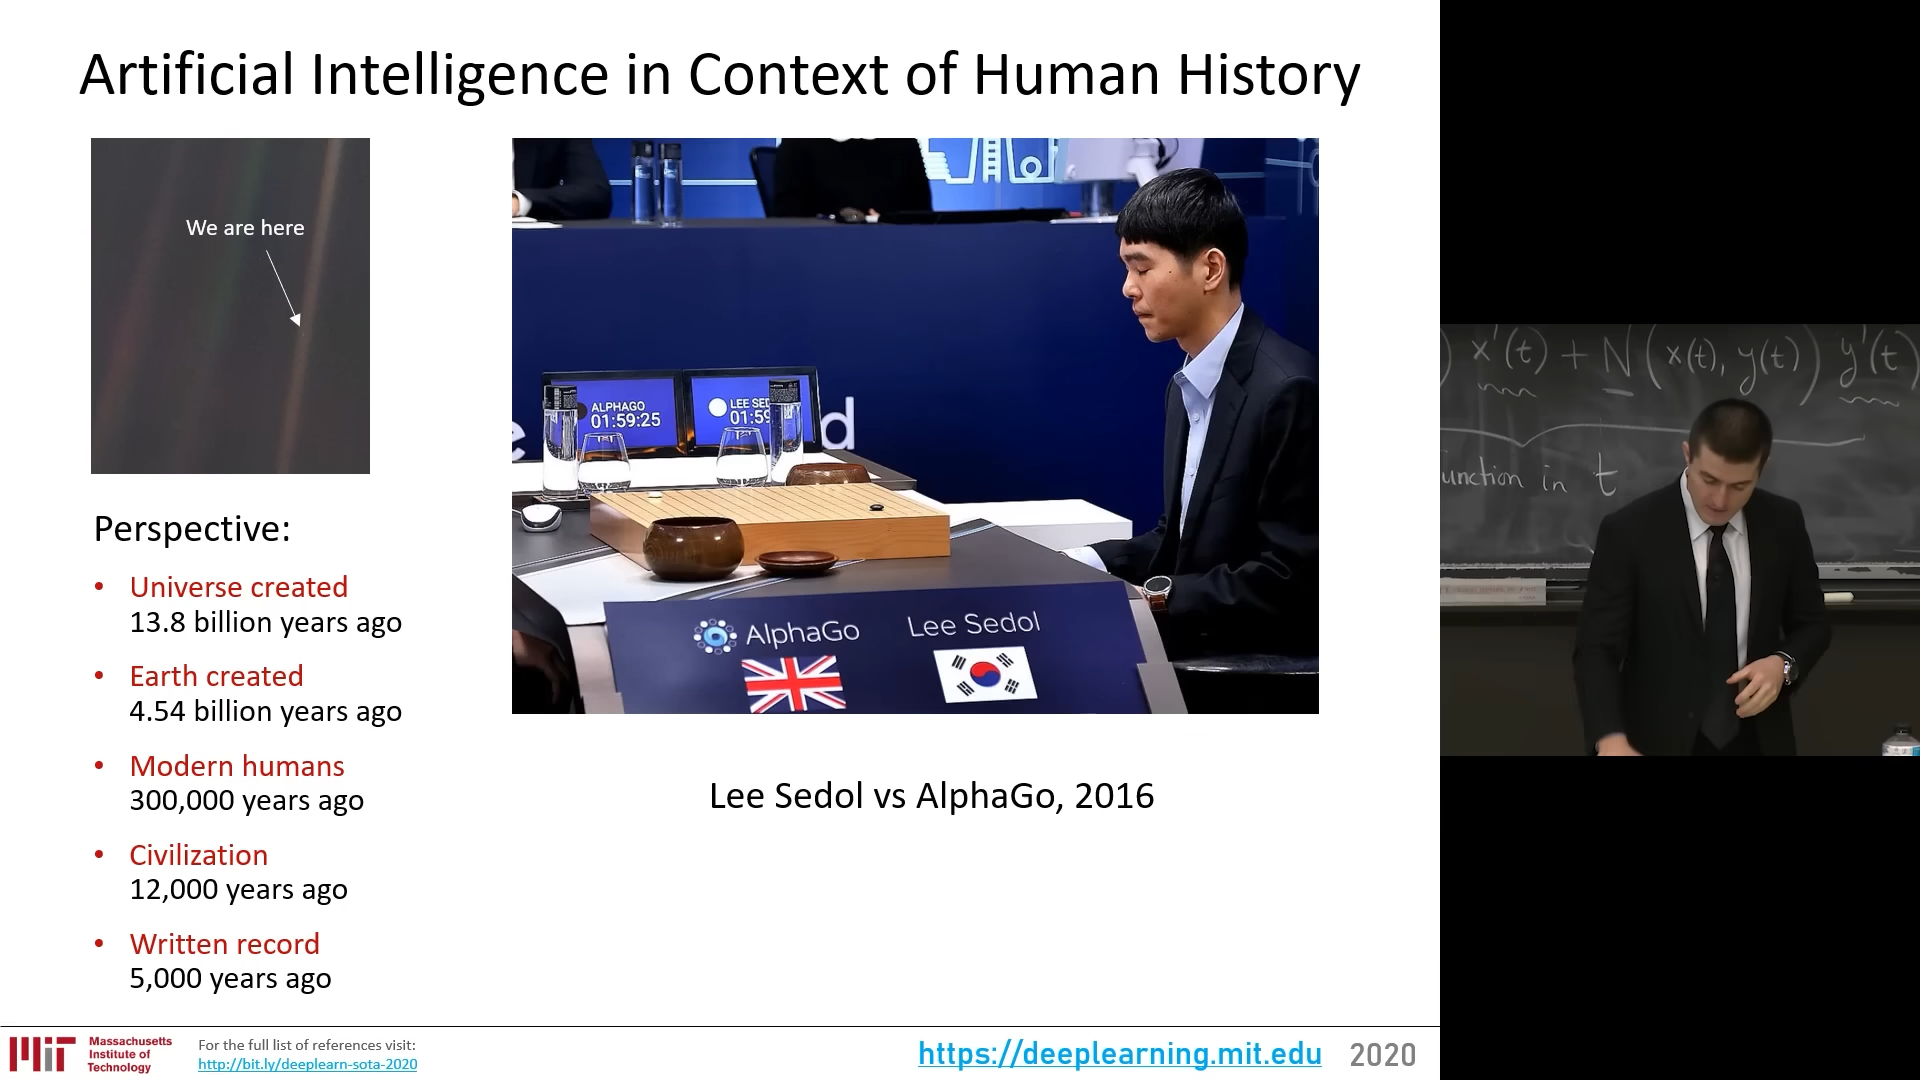 Artificial Intelligence in Context of Human History
We are here
Perspective:
• Universe created
13.8 billion years ago
• Earth created
4.54 billion years ago
• Modern humans
300,000 years ago
• Civilization
12,000 years ago
• Written record
5,000 years ago
ALPHAGO
01:59:25
LEE SED
01:59
d
AlphaGo
Lee Sedol
Lee Sedol vs AlphaGo, 2016
) x'(t) + N(x(t), y(t)) y'(t)
unction in t
MIT
Massachusetts
Institute of
Technology
For the full list of references visit:
http://bit.ly/deeplearn-sota-2020
https://deeplearning.mit.edu
2020